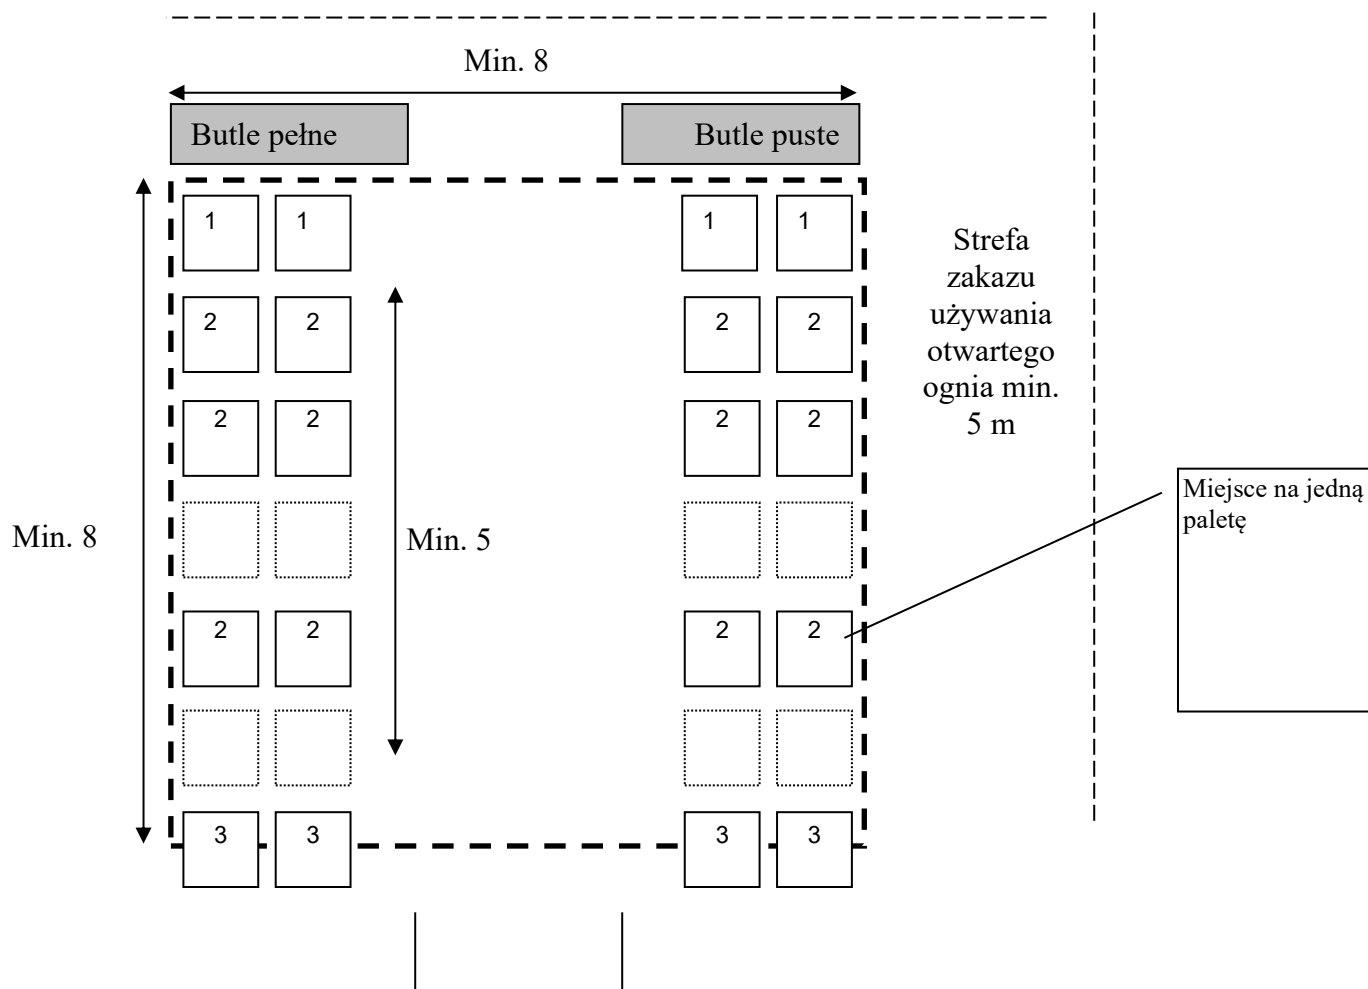 Min. 8
Butle pełne
Butle puste
1 1 1 1
Strefa
zakazu
używania
otwartego
ognia min.
5 m
2 2 2 2
2 2 2 2
Miejsce na jedną
paletę
Min. 8
Min. 5
2 2 2 2
3 3 3 3